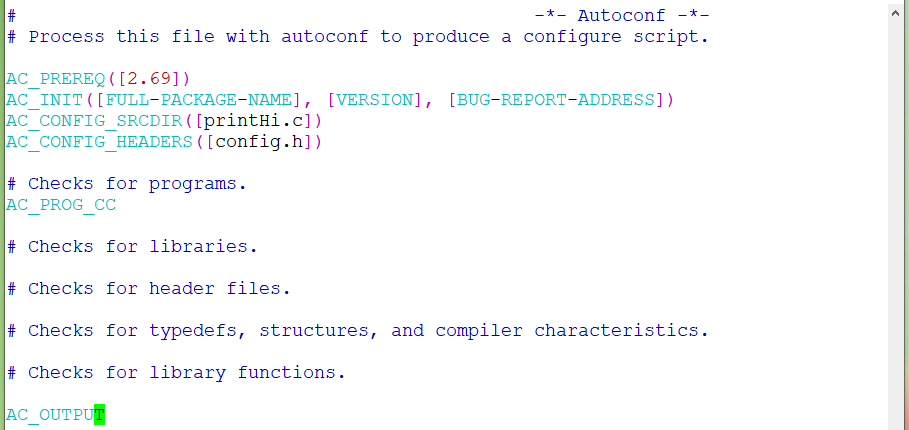 # -*- Autoconf -*-
# Process this file with autoconf to produce a configure script.
AC_PREREQ([2.69])
AC_INIT([FULL-PACKAGE-NAME], [VERSION], [BUG-REPORT-ADDRESS])
AC_CONFIG_SRCDIR([printHi.c])
AC_CONFIG_HEADERS([config.h])
# Checks for programs.
AC_PROG_CC
# Checks for libraries.
# Checks for header files.
# Checks for typedefs, structures, and compiler characteristics.
# Checks for library functions.
AC_OUTPUT